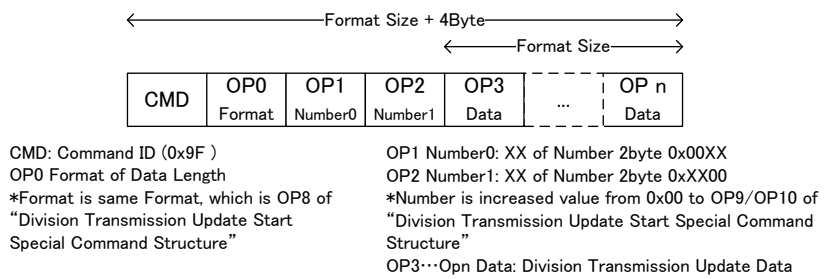 Format Size + 4Byte
Format Size
CMD
OP0
Format
OP1
Number0
OP2
Number1
OP3
Data
...
OP n
Data
CMD: Command ID (0x9F )
OP0 Format of Data Length
*Format is same Format, which is OP8 of
“Division Transmission Update Start
Special Command Structure”
OP1 Number0: XX of Number 2byte 0x00XX
OP2 Number1: XX of Number 2byte 0xXX00
*Number is increased value from 0x00 to OP9/OP10 of
“Division Transmission Update Start Special Command
Structure”
OP3…Opn Data: Division Transmission Update Data